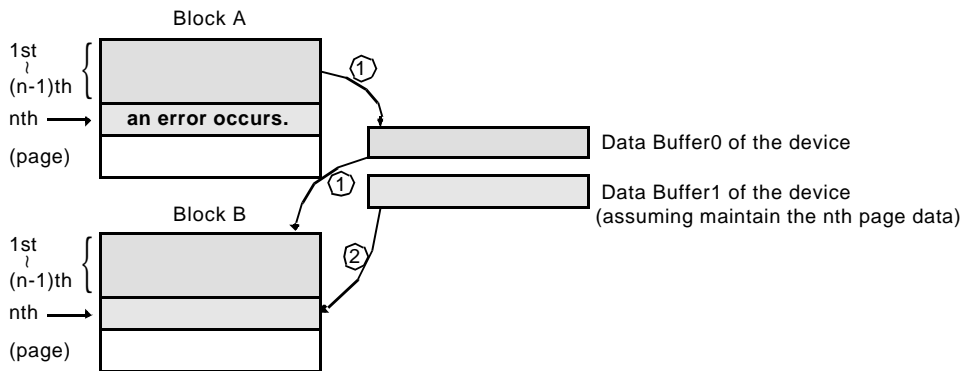 Block A
1st
~
(n-1)th
nth
an error occurs.
(page)
1
Data Buffer0 of the device
1
Data Buffer1 of the device
(assuming maintain the nth page data)
Block B
1st
~
(n-1)th
2
nth
(page)